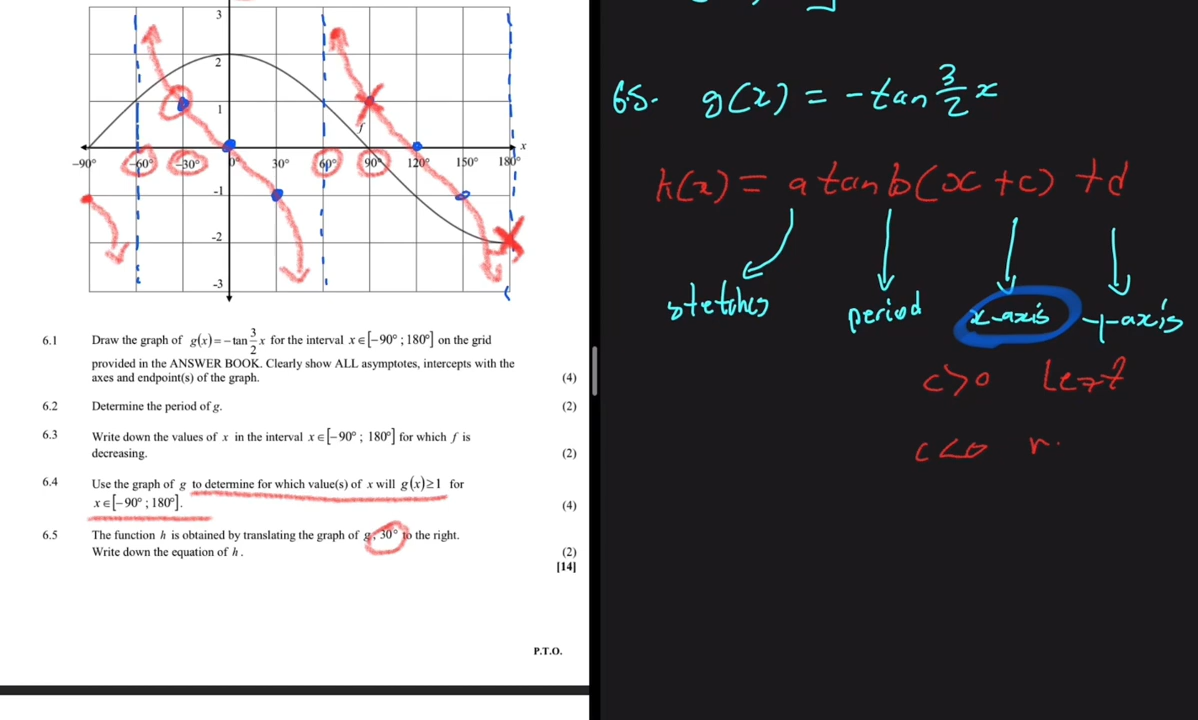 3
2
1
f
x
-90° -60° -30° 0° 30° 60° 90° 120° 150° 180°
-1
-2
-3
6.1 Draw the graph of g(x) = -tan 3/2 x for the interval x ∈ [-90° ; 180°] on the grid
provided in the ANSWER BOOK. Clearly show ALL asymptotes, intercepts with the
axes and endpoint(s) of the graph. (4)
6.2 Determine the period of g. (2)
6.3 Write down the values of x in the interval x ∈ [-90° ; 180°] for which f is
decreasing. (2)
6.4 Use the graph of g to determine for which value(s) of x will g(x) ≥ 1 for
x ∈ [-90° ; 180°]. (4)
6.5 The function h is obtained by translating the graph of g, 30° to the right.
Write down the equation of h. (2)
[14]
P.T.O.
6.5. g(x) = -tan 3/2 x
h(x) = a tan b(x + c) + d
stetches period x-axis y-axis
c>0 left
c<0 r.